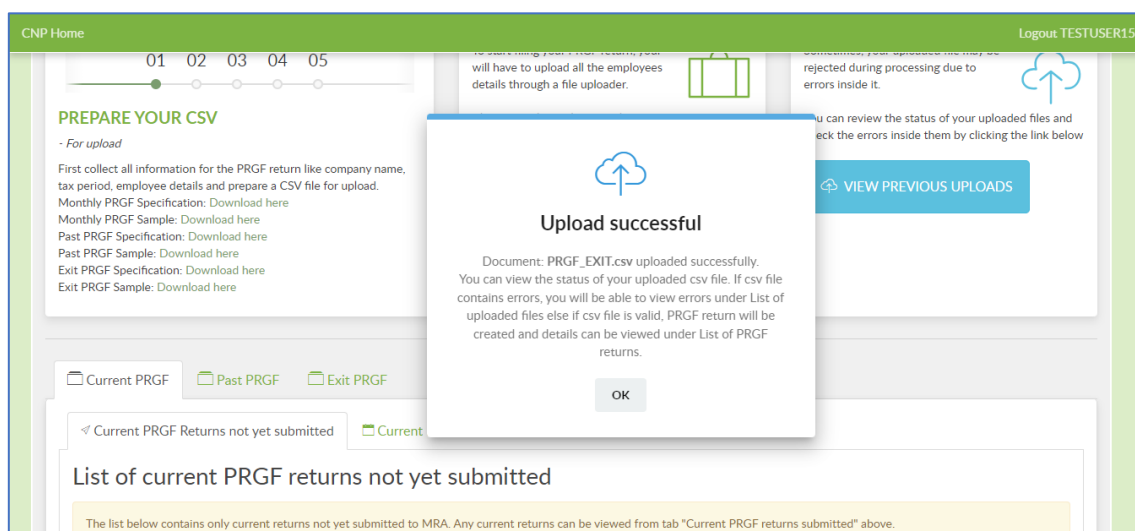 CNP Home
Logout TESTUSER15
01 02 03 04 05
PREPARE YOUR CSV
- For upload
First collect all information for the PRGF return like company name,
tax period, employee details and prepare a CSV file for upload.
Monthly PRGF Specification: Download here
Monthly PRGF Sample: Download here
Past PRGF Specification: Download here
Past PRGF Sample: Download here
Exit PRGF Specification: Download here
Exit PRGF Sample: Download here
will have to upload all the employees
details through a file uploader.
rejected during processing due to
errors inside it.
can review the status of your uploaded files and
the errors inside them by clicking the link below
VIEW PREVIOUS UPLOADS
Upload successful
Document: PRGF_EXIT.csv uploaded successfully.
You can view the status of your uploaded csv file. If csv file
contains errors, you will be able to view errors under List of
uploaded files else if csv file is valid, PRGF return will be
created and details can be viewed under List of PRGF
returns.
OK
Current PRGF Past PRGF Exit PRGF
Current PRGF Returns not yet submitted Current
List of current PRGF returns not yet submitted
The list below contains only current returns not yet submitted to MRA. Any current returns can be viewed from tab "Current PRGF returns submitted" above.